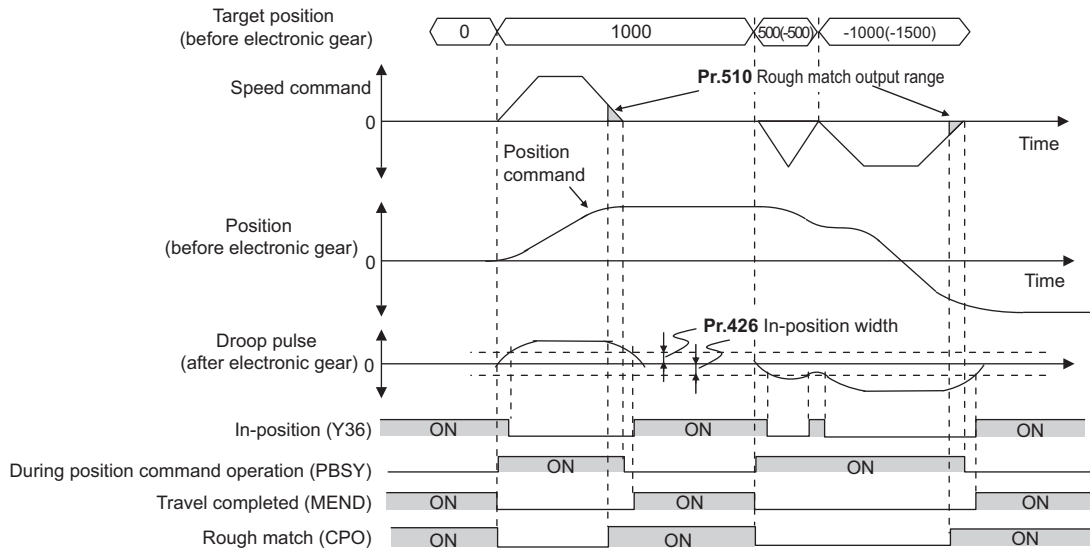 Target position
(before electronic gear)
0
1000
500(-500)
-1000(-1500)
Pr.510 Rough match output range
Speed command
0
Time
Position
command
Position
(before electronic gear)
0
Time
Pr.426 In-position width
Droop pulse
(after electronic gear)
0
In-position (Y36)
ON
ON
ON
During position command operation (PBSY)
ON
ON
Travel completed (MEND)
ON
ON
ON
Rough match (CPO)
ON
ON
ON